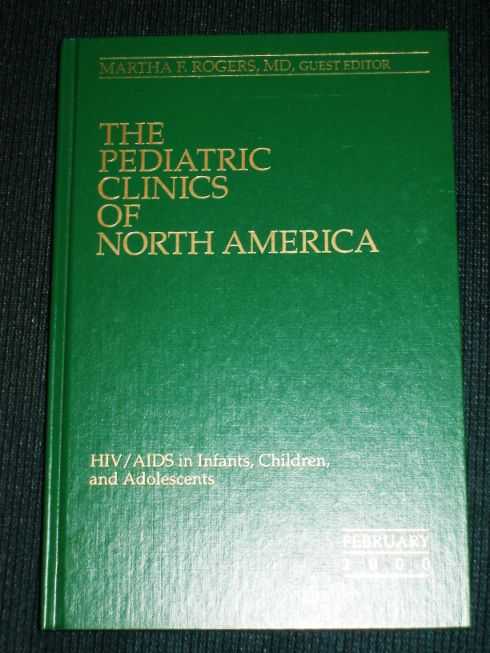 MARTHA F. ROGERS, MD, GUEST EDITOR
THE
PEDIATRIC
CLINICS
OF
NORTH AMERICA
HIV/AIDS in Infants, Children,
and Adolescents
FEBRUARY
2000